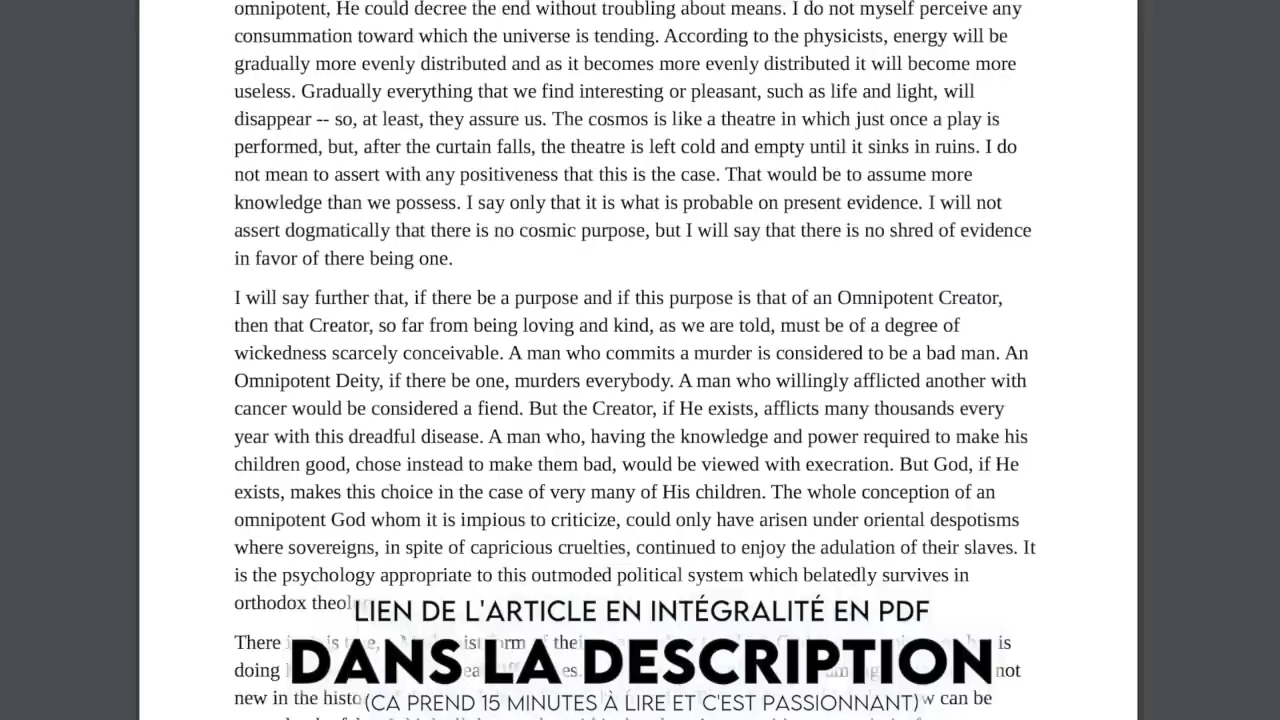 omnipotent, He could decree the end without troubling about means. I do not myself perceive any
consummation toward which the universe is tending. According to the physicists, energy will be
gradually more evenly distributed and as it becomes more evenly distributed it will become more
useless. Gradually everything that we find interesting or pleasant, such as life and light, will
disappear -- so, at least, they assure us. The cosmos is like a theatre in which just once a play is
performed, but, after the curtain falls, the theatre is left cold and empty until it sinks in ruins. I do
not mean to assert with any positiveness that this is the case. That would be to assume more
knowledge than we possess. I say only that it is what is probable on present evidence. I will not
assert dogmatically that there is no cosmic purpose, but I will say that there is no shred of evidence
in favor of there being one.
I will say further that, if there be a purpose and if this purpose is that of an Omnipotent Creator,
then that Creator, so far from being loving and kind, as we are told, must be of a degree of
wickedness scarcely conceivable. A man who commits a murder is considered to be a bad man. An
Omnipotent Deity, if there be one, murders everybody. A man who willingly afflicted another with
cancer would be considered a fiend. But the Creator, if He exists, afflicts many thousands every
year with this dreadful disease. A man who, having the knowledge and power required to make his
children good, chose instead to make them bad, would be viewed with execration. But God, if He
exists, makes this choice in the case of very many of His children. The whole conception of an
omnipotent God whom it is impious to criticize, could only have arisen under oriental despotisms
where sovereigns, in spite of capricious cruelties, continued to enjoy the adulation of their slaves. It
is the psychology appropriate to this outmoded political system which belatedly survives in
orthodox
LIEN DE L'ARTICLE EN INTÉGRALITÉ EN PDF
There is
DANS LA DESCRIPTION
doing not
new in the can be
(CA PREND 15 MINUTES À LIRE ET C'EST PASSIONNANT)